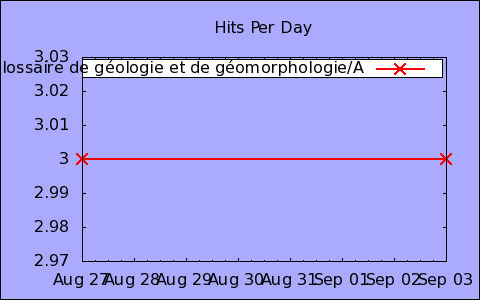 Hits Per Day
3.03
lossaire de géologie et de géomorphologie/A
3.02
3.01
3
2.99
2.98
2.97
Aug 27 Aug 28 Aug 29 Aug 30 Aug 31 Sep 01 Sep 02 Sep 03